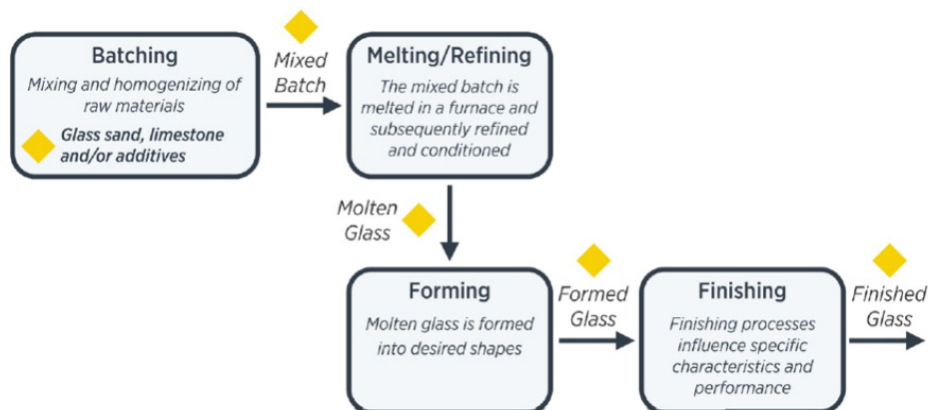 Batching
Mixing and homogenizing of
raw materials
Glass sand, limestone
and/or additives
Mixed
Batch
Melting/Refining
The mixed batch is
melted in a furnace and
subsequently refined
and conditioned
Molten
Glass
Forming
Molten glass is formed
into desired shapes
Formed
Glass
Finishing
Finishing processes
influence specific
characteristics and
performance
Finished
Glass